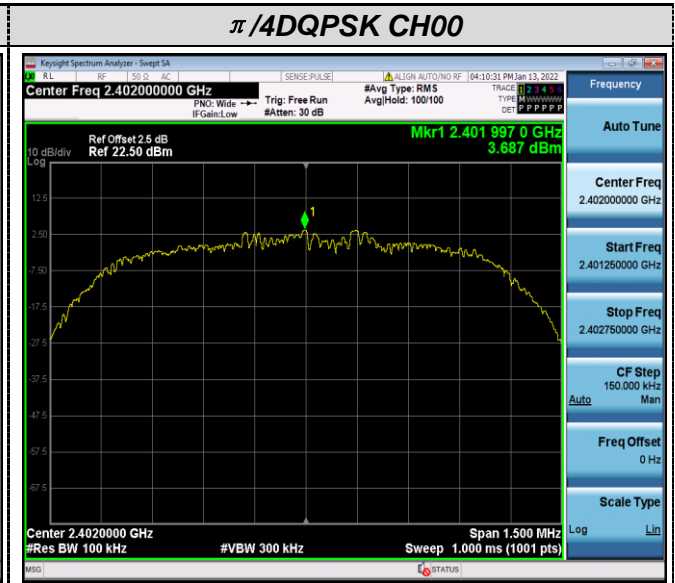 π/4DQPSK CH00
Keysight Spectrum Analyzer - Swept SA
RL RF 50 Ω AC SENSE:PULSE ALIGN AUTO/NO RF 04:10:31 PM Jan 13, 2022
Center Freq 2.402000000 GHz
PNO: Wide
IFGain:Low
Trig: Free Run
#Atten: 30 dB
#Avg Type: RMS
Avg|Hold: 100/100
TRACE 1 2 3 4 5 6
TYPE M W W W W W
DET P P P P P P
Ref Offset 2.5 dB
10 dB/div Ref 22.50 dBm
Log
Mkr1 2.401 997 0 GHz
3.687 dBm
1
12.5
2.50
-7.50
-17.5
-27.5
-37.5
-47.5
-57.5
-67.5
Center 2.4020000 GHz Span 1.500 MHz
#Res BW 100 kHz #VBW 300 kHz Sweep 1.000 ms (1001 pts)
MSG STATUS
Frequency
Auto Tune
Center Freq
2.402000000 GHz
Start Freq
2.401250000 GHz
Stop Freq
2.402750000 GHz
CF Step
150.000 kHz
Auto Man
Freq Offset
0 Hz
Scale Type
Log Lin